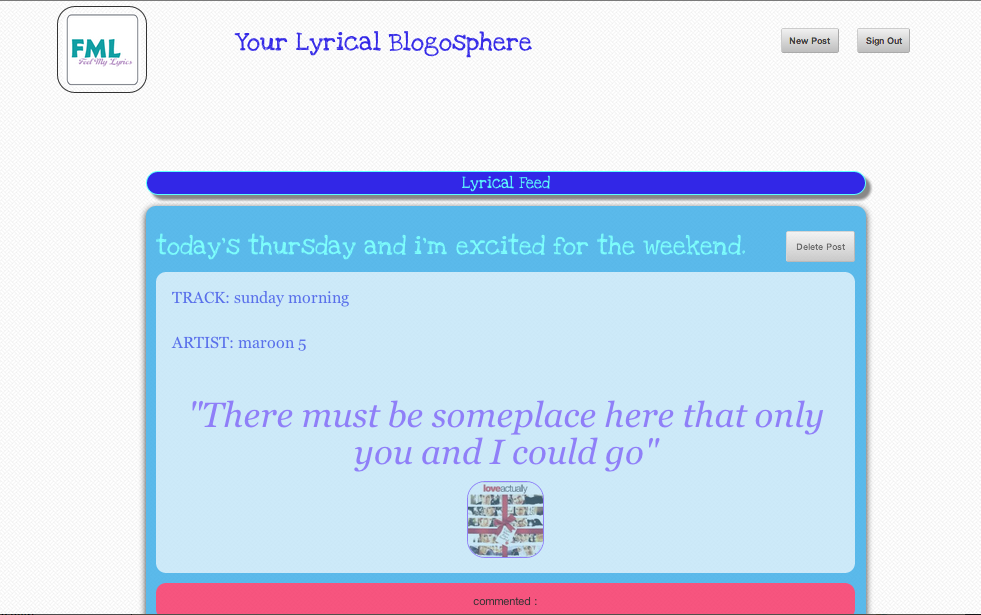 FML
Feel My Lyrics
Your Lyrical Blogosphere
New Post
Sign Out
Lyrical Feed
today's thursday and i'm excited for the weekend.
Delete Post
TRACK: sunday morning
ARTIST: maroon 5
"There must be someplace here that only
you and I could go"
loveactually
commented :